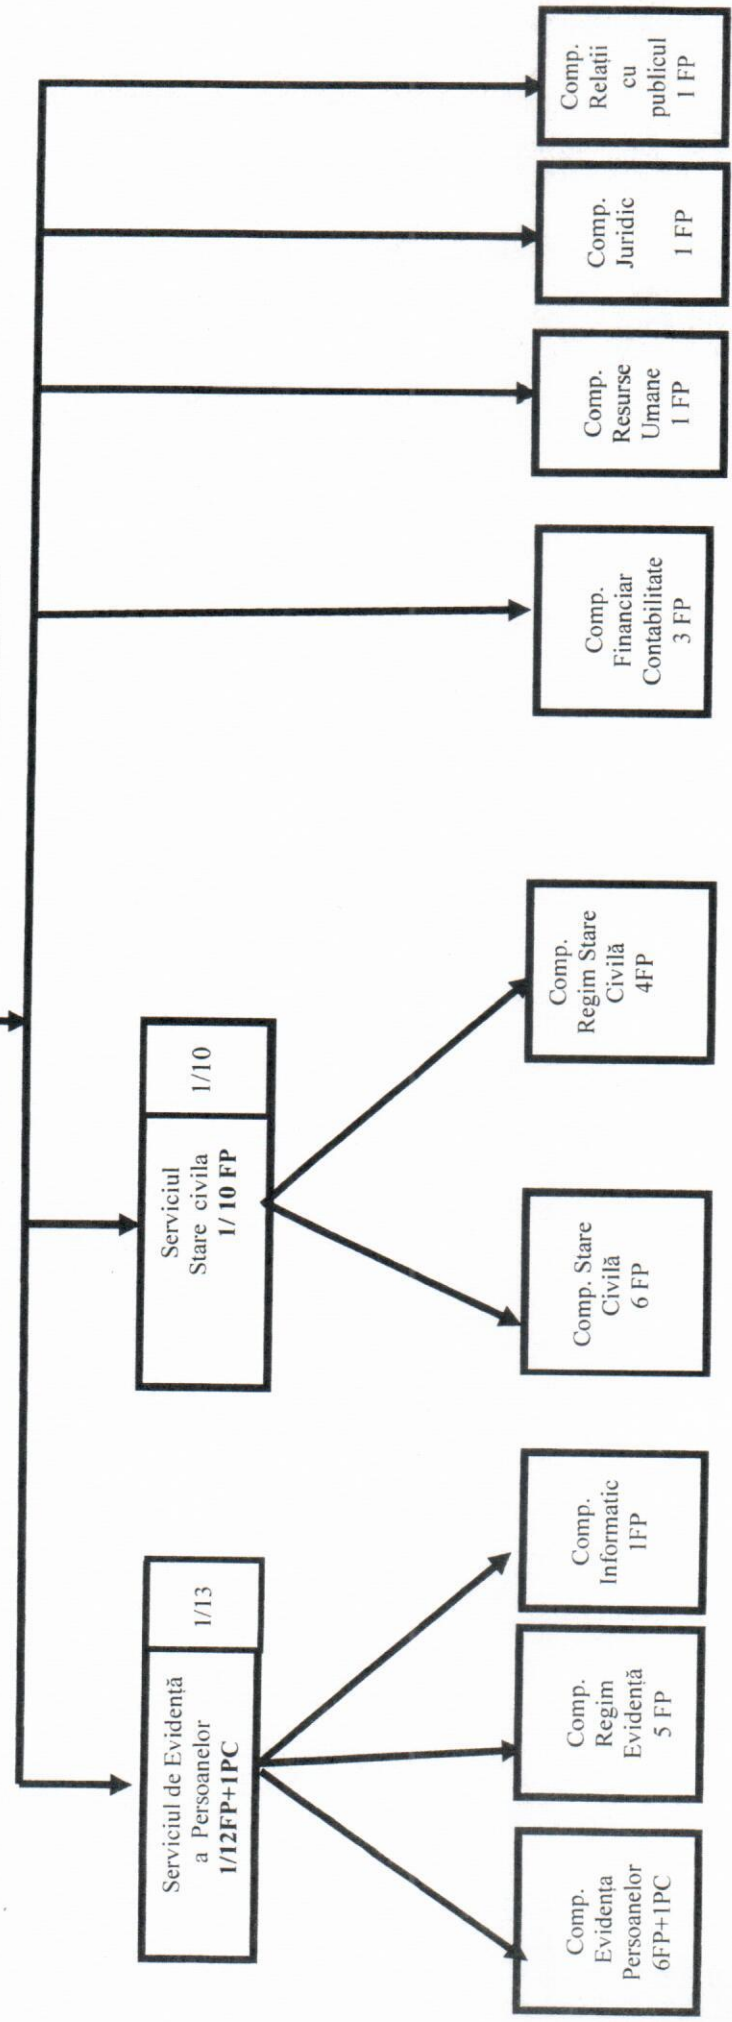 Serviciul de Evidență
a Persoanelor
1/12FP+1PC
1/13
Serviciul
Stare civila
1/ 10 FP
1/10
Comp.
Evidența
Persoanelor
6FP+1PC
Comp.
Regim
Evidență
5 FP
Comp.
Informatic
1FP
Comp. Stare
Civilă
6 FP
Comp.
Regim Stare
Civilă
4FP
Comp.
Financiar
Contabilitate
3 FP
Comp.
Resurse
Umane
1 FP
Comp.
Juridic
1 FP
Comp.
Relații
cu
publicul
1 FP